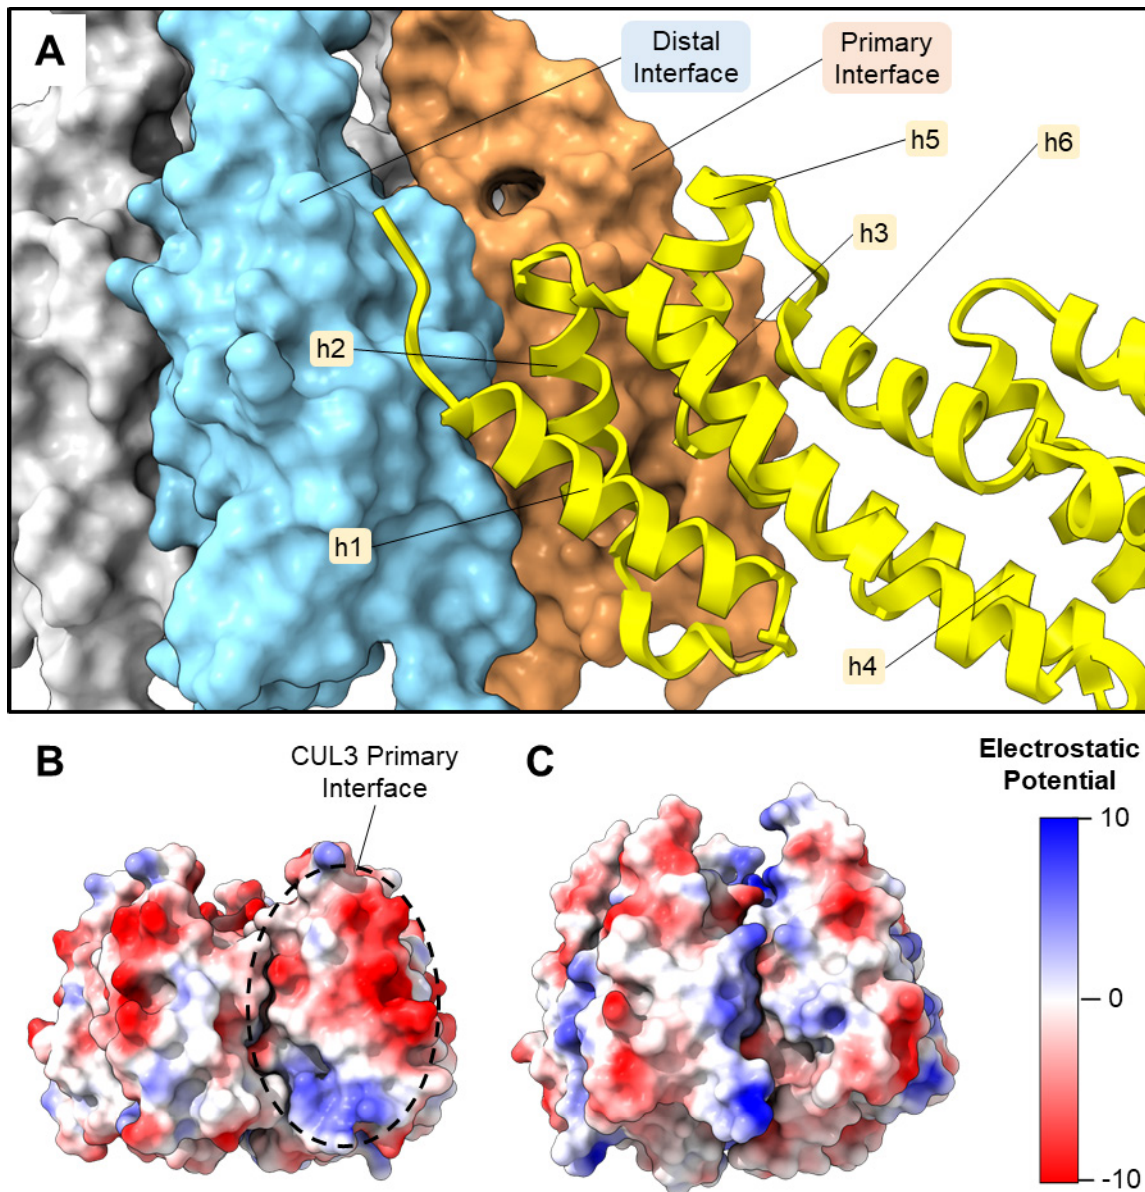 A
Distal
Interface
Primary
Interface
h5
h6
h3
h2
h1
h4
B
CUL3 Primary
Interface
C
Electrostatic
Potential
10
0
-10